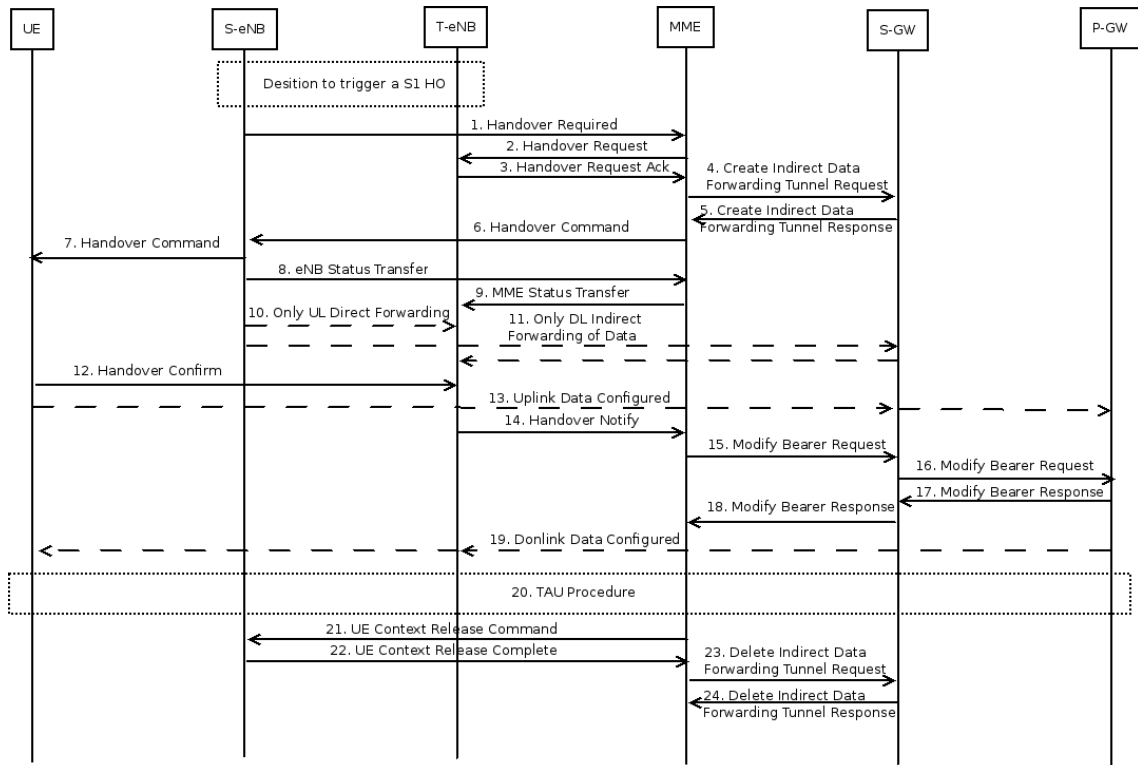 UE
S-eNB
T-eNB
MME
S-GW
P-GW
Desition to trigger a S1 HO
1. Handover Required
2. Handover Request
3. Handover Request Ack
4. Create Indirect Data
Forwarding Tunnel Request
5. Create Indirect Data
Forwarding Tunnel Response
6. Handover Command
7. Handover Command
8. eNB Status Transfer
9. MME Status Transfer
10. Only UL Direct Forwarding
11. Only DL Indirect
Forwarding of Data
12. Handover Confirm
13. Uplink Data Configured
14. Handover Notify
15. Modify Bearer Request
16. Modify Bearer Request
17. Modify Bearer Response
18. Modify Bearer Response
19. Donlink Data Configured
20. TAU Procedure
21. UE Context Release Command
22. UE Context Release Complete
23. Delete Indirect Data
Forwarding Tunnel Request
24. Delete Indirect Data
Forwarding Tunnel Response